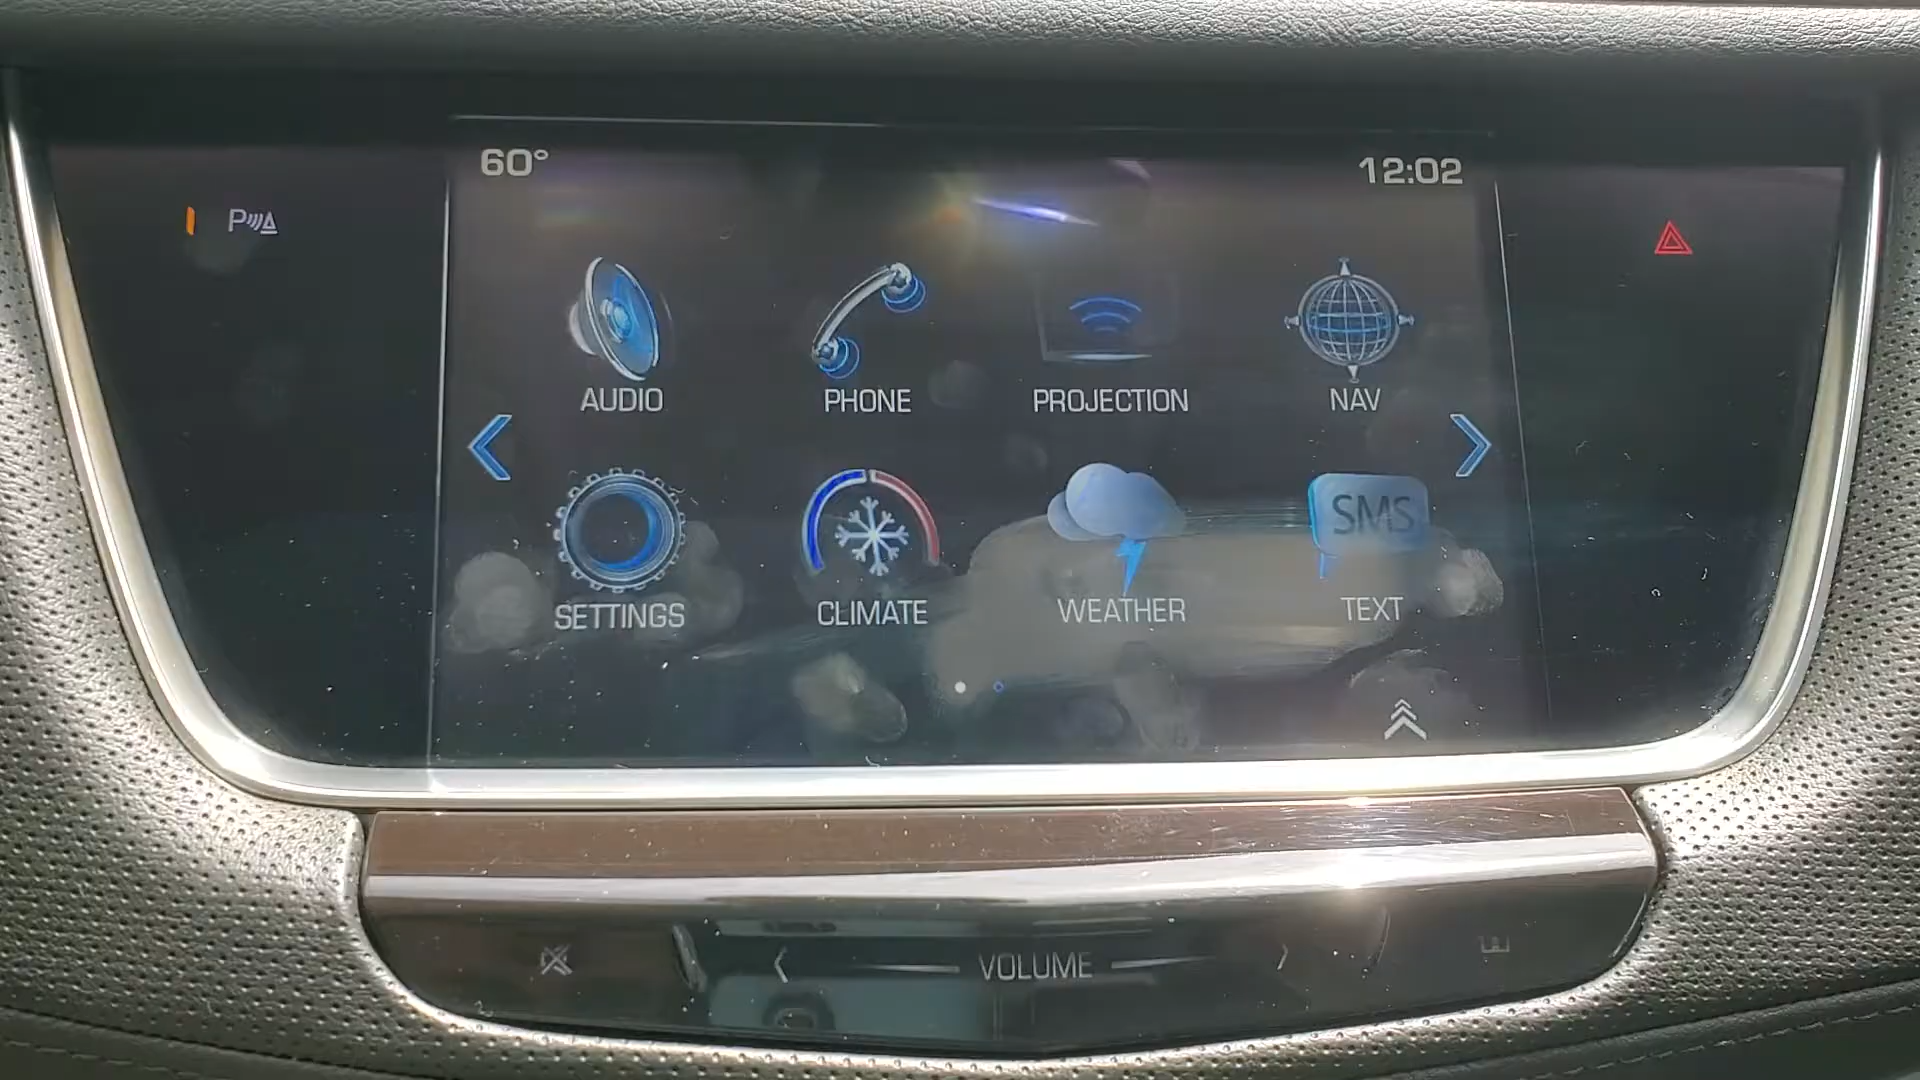 60°
12:02
P
AUDIO
PHONE
PROJECTION
NAV
SMS
SETTINGS
CLIMATE
WEATHER
TEXT
VOLUME